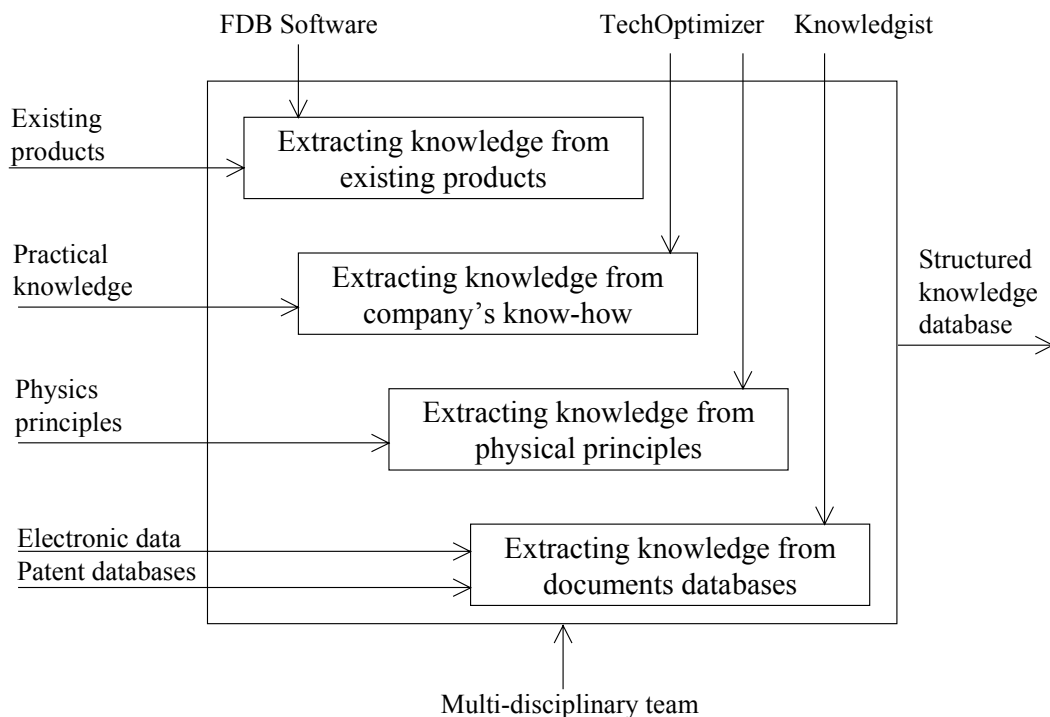 FDB Software
TechOptimizer
Knowledgist
Existing
products
Extracting knowledge from
existing products
Practical
knowledge
Extracting knowledge from
company’s know-how
Structured
knowledge
database
Physics
principles
Extracting knowledge from
physical principles
Electronic data
Patent databases
Extracting knowledge from
documents databases
Multi-disciplinary team